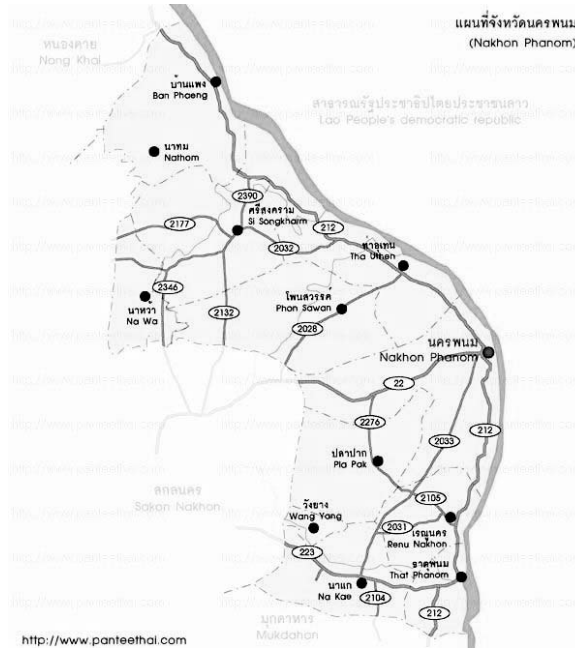 แผนที่จังหวัดนครพนม
(Nakhon Phanom)
หนองคาย
Nong Khai
บ้านแพง
Ban Phaeng
สาธารณรัฐประชาธิปไตยประชาชนลาว
Lao People's democratic republic
นาทม
Nathom
2390
ศรีสงคราม
Si Songkhairm
2177
212
2032
ท่าอุเทน
Tha Uthen
2346
นาหว้า
Na Wa
2132
โพนสวรรค์
Phon Sawan
2028
นครพนม
Nakhon Phanom
22
2276
2033
212
ปลาปาก
Pla Pak
สกลนคร
Sakon Nakhon
2105
วังยาง
Wang Yang
2031
เรณูนคร
Renu Nakhon
223
ธาตุพนม
That Phanom
นาแก
Na Kae
2104
212
มุกดาหาร
Mukdahan
http://www.panteethai.com